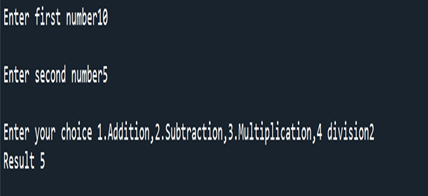 Enter first number10
Enter second number5
Enter your choice 1.Addition,2.Subtraction,3.Multiplication,4 division2
Result 5